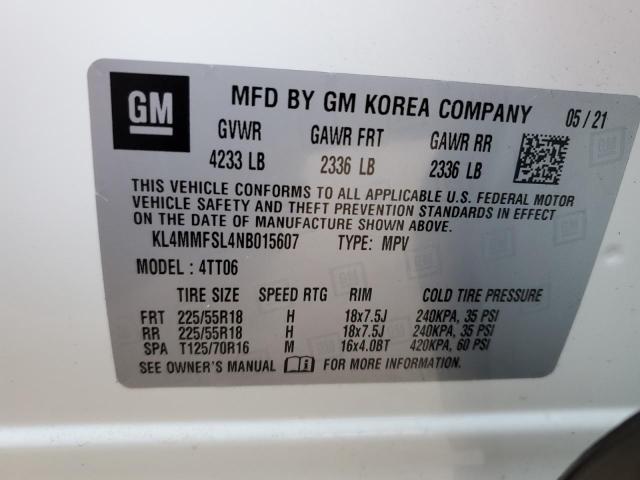 GM
MFD BY GM KOREA COMPANY 05/21
GVWR GAWR FRT GAWR RR
4233 LB 2336 LB 2336 LB
THIS VEHICLE CONFORMS TO ALL APPLICABLE U.S. FEDERAL MOTOR
VEHICLE SAFETY AND THEFT PREVENTION STANDARDS IN EFFECT
ON THE DATE OF MANUFACTURE SHOWN ABOVE.
KL4MMFSL4NB015607 TYPE: MPV
MODEL: 4TT06
TIRE SIZE SPEED RTG RIM COLD TIRE PRESSURE
FRT 225/55R18 H 18x7.5J 240KPA, 35 PSI
RR 225/55R18 H 18x7.5J 240KPA, 35 PSI
SPA T125/70R16 M 16x4.0BT 420KPA, 60 PSI
SEE OWNER'S MANUAL FOR MORE INFORMATION.